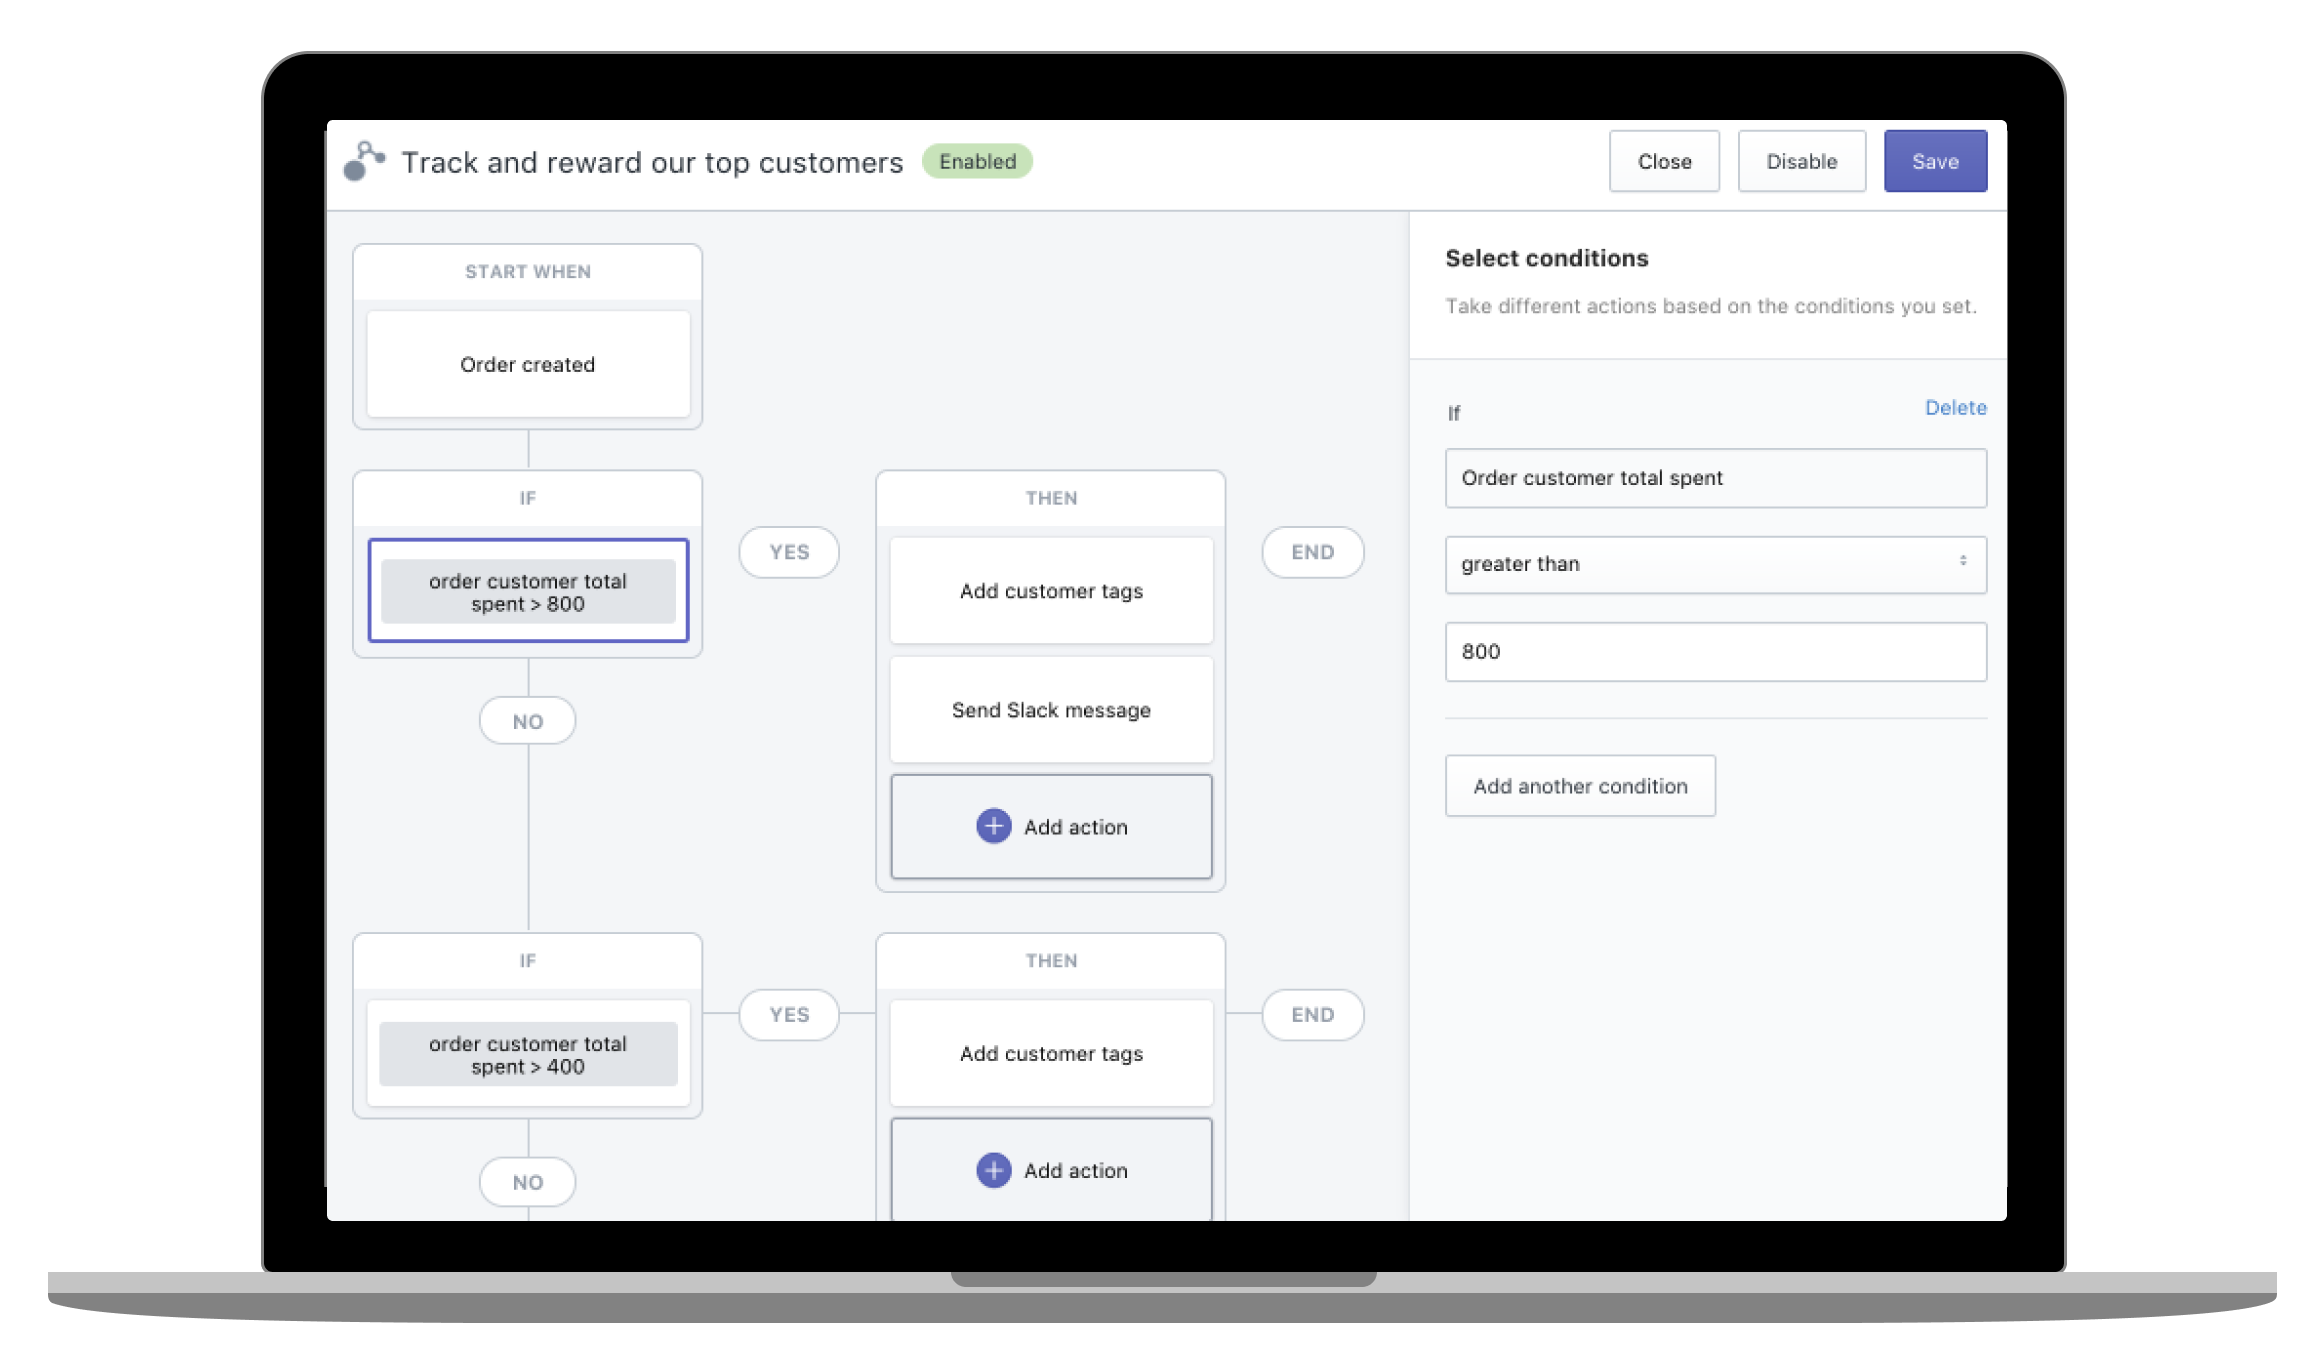 Track and reward our top customers
Enabled
Close
Disable
Save
START WHEN
Order created
IF
order customer total
spent > 800
YES
THEN
Add customer tags
Send Slack message
Add action
END
NO
IF
order customer total
spent > 400
YES
THEN
Add customer tags
Add action
END
NO
Select conditions
Take different actions based on the conditions you set.
If
Delete
Order customer total spent
greater than
800
Add another condition